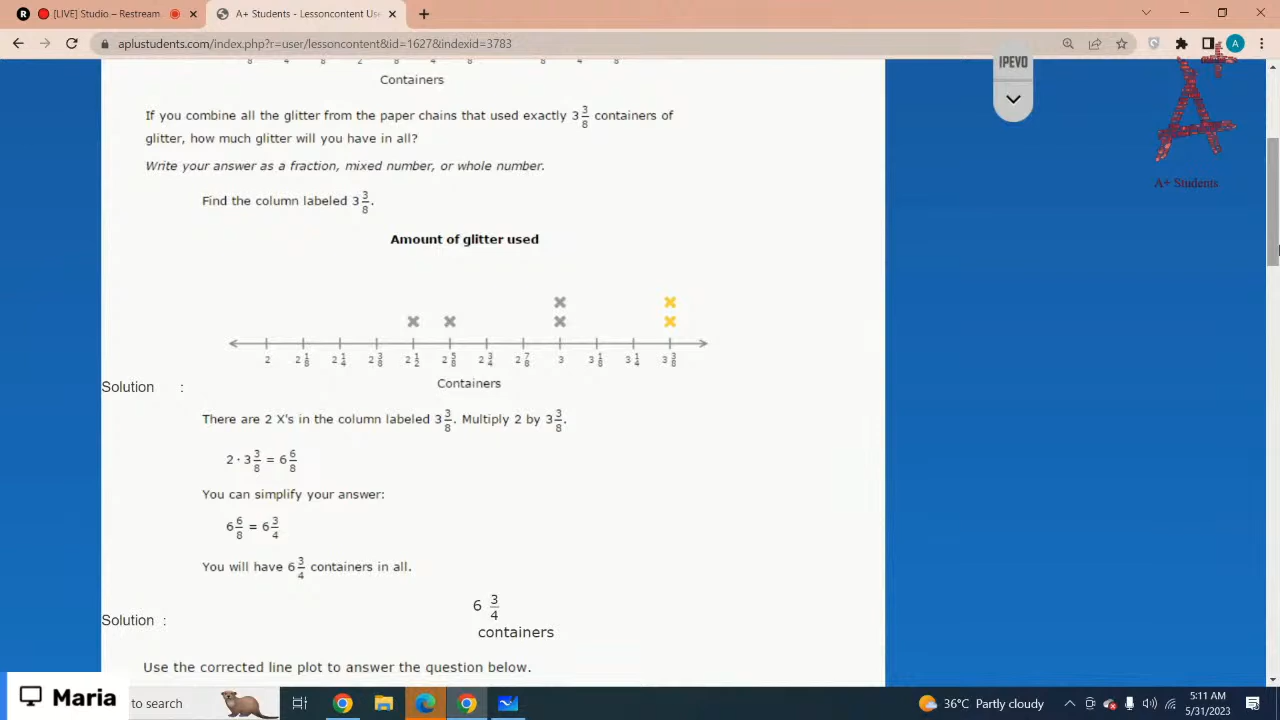 [LIVE] Studio – Restream
A+ Students - Lessoncontent Use
aplustudents.com/index.php?r=user/lessoncontent&id=1627&indexid=3783
IPEVO
A
A+ Students
Containers
If you combine all the glitter from the paper chains that used exactly 3 3/8 containers of
glitter, how much glitter will you have in all?
Write your answer as a fraction, mixed number, or whole number.
Find the column labeled 3 3/8.
Amount of glitter used
2 2 1/8 2 1/4 2 3/8 2 1/2 2 5/8 2 3/4 2 7/8 3 3 1/8 3 1/4 3 3/8
Containers
Solution :
There are 2 X's in the column labeled 3 3/8. Multiply 2 by 3 3/8.
2 · 3 3/8 = 6 6/8
You can simplify your answer:
6 6/8 = 6 3/4
You will have 6 3/4 containers in all.
6 3/4
containers
Solution :
Use the corrected line plot to answer the question below.
Maria
to search
36°C Partly cloudy
5:11 AM
5/31/2023